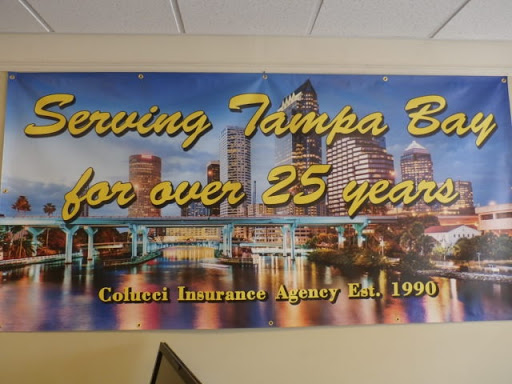 Serving Tampa Bay
for over 25 years
Colucci Insurance Agency Est. 1990